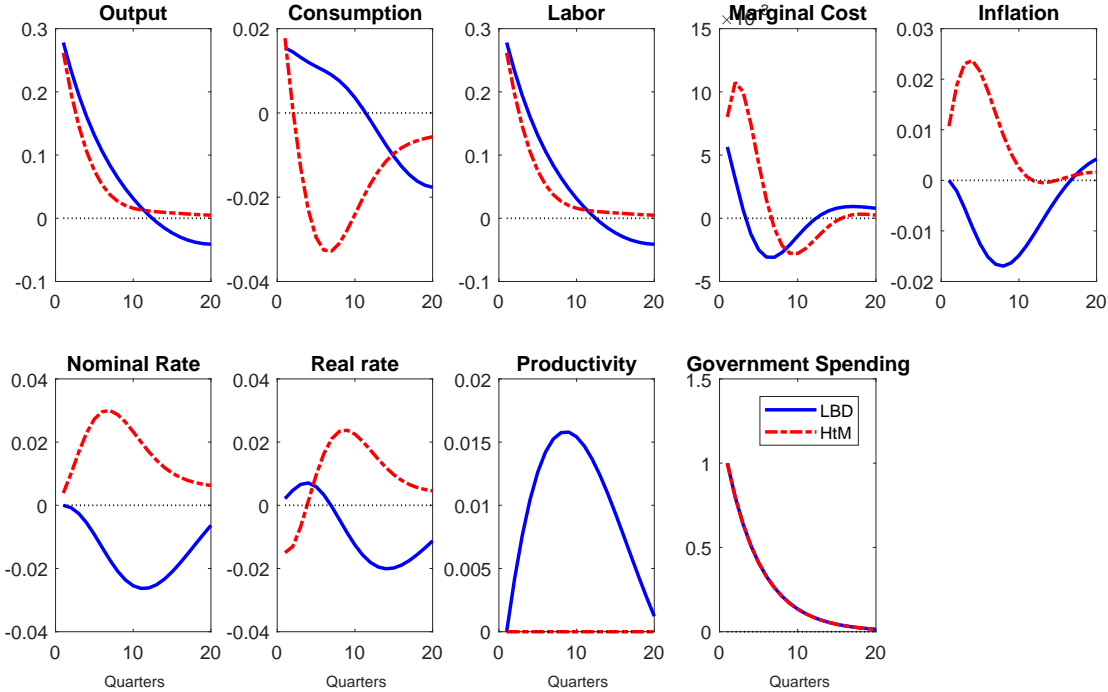 Output Consumption Labor Marginal Cost Inflation
0.3 0.02 0.3 15 0.03
0.2 0 0.2 10 0.02
0.1 -0.02 0.1 5 0.01
0 0 0 0
-0.1 -0.04 -0.1 -5 -0.01
-0.02
0 10 20 0 10 20 0 10 20 0 10 20 0 10 20
Nominal Rate Real rate Productivity Government Spending
0.04 0.04 0.02 1.5
LBD
HtM
0.02 0.02 0.015 1
0 0 0.01
-0.02 -0.02 0.005 0.5
-0.04 -0.04 0 0
0 10 20 0 10 20 0 10 20 0 10 20
Quarters Quarters Quarters Quarters